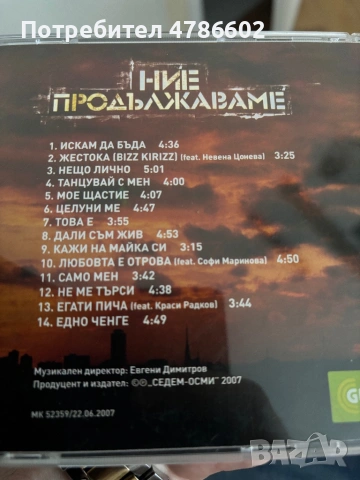 Потребител 4786602
НИЕ
ПРОДЪЛЖАВАМЕ
1. ИСКАМ ДА БЪДА 4:36
2. ЖЕСТОКА (BIZZ KIRIZZ) (feat. Невена Цонева) 3:25
3. НЕЩО ЛИЧНО 5:01
4. ТАНЦУВАЙ С МЕН 4:00
5. МОЕ ЩАСТИЕ 4:07
6. ЦЕЛУНИ МЕ 4:47
7. ТОВА Е 3:55
8. ДАЛИ СЪМ ЖИВ 4:53
9. КАЖИ НА МАЙКА СИ 3:15
10. ЛЮБОВТА Е ОТРОВА (feat. Софи Маринова) 4:50
11. САМО МЕН 3:42
12. НЕ МЕ ТЪРСИ 4:38
13. ЕГАТИ ПИЧА (feat. Краси Радков) 3:44
14. ЕДНО ЧЕНГЕ 4:49
Музикален директор: Евгени Димитров
Продуцент и издател: ©℗ „СЕДЕМ-ОСМИ" 2007
МК 52359/22.06.2007
BAZAR